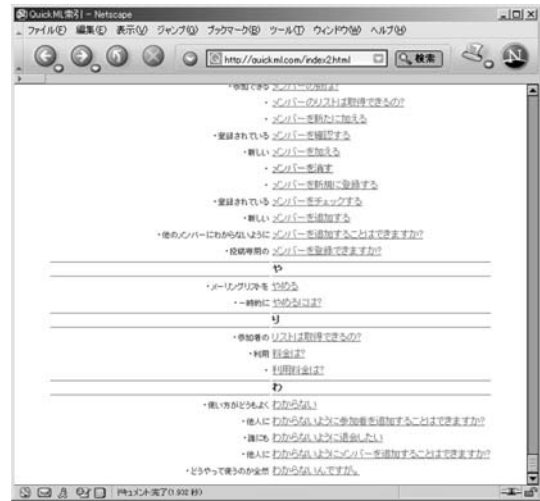 QuickML索引 - Netscape
ファイル(F) 編集(E) 表示(V) ジャンプ(G) ブックマーク(B) ツール(T) ウィンドウ(W) ヘルプ(H)
http://quickml.com/index2.html 検索
・参加できる メンバーの数は?
・ メンバーのリストは取得できるの?
・ メンバーを新たに加える
・登録されている メンバーを確認する
・新しい メンバーを加える
・ メンバーを消す
・ メンバーを新規に登録する
・登録されている メンバーをチェックする
・新しい メンバーを追加する
・他のメンバーにわからないように メンバーを追加することはできますか?
・投稿専用の メンバーを登録できますか?
や
・メーリングリストを やめる
・一時的に やめるには?
り
・参加者の リストは取得できるの?
・利用 料金は?
・ 利用料金は?
わ
・使い方がどうもよく わからない
・他人に わからないように参加者を追加することはできますか?
・誰にも わからないように退会したい
・他人に わからないようにメンバーを追加することはできますか?
・どうやって使うのか全然 わからないんですが。
ドキュメント:完了(1.932 秒)